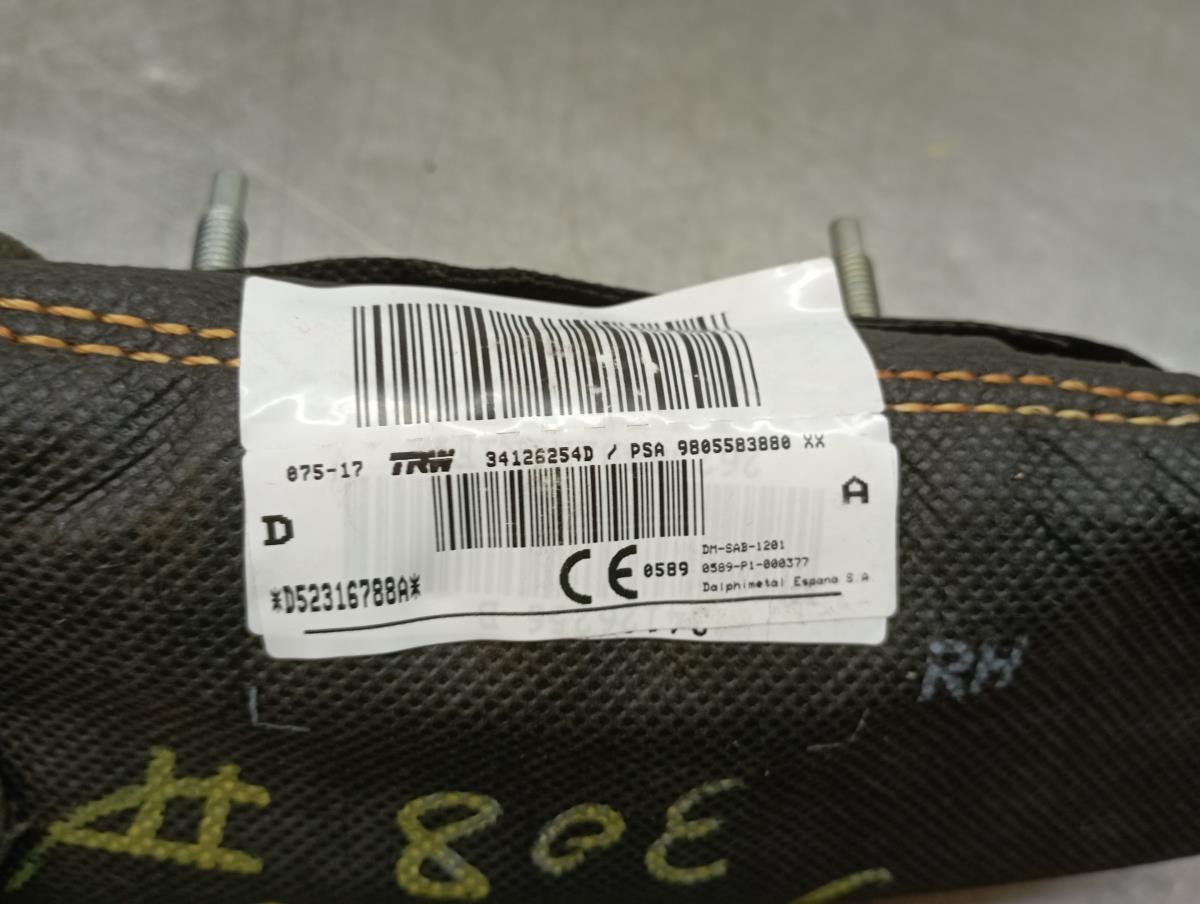 075-17 TRW 34126254D / PSA 9805583880 XX
D A
DM-SAB-1201
CE 0589 0589-P1-000377
Dalphimetal Espana S.A
*D52316788A*
RH